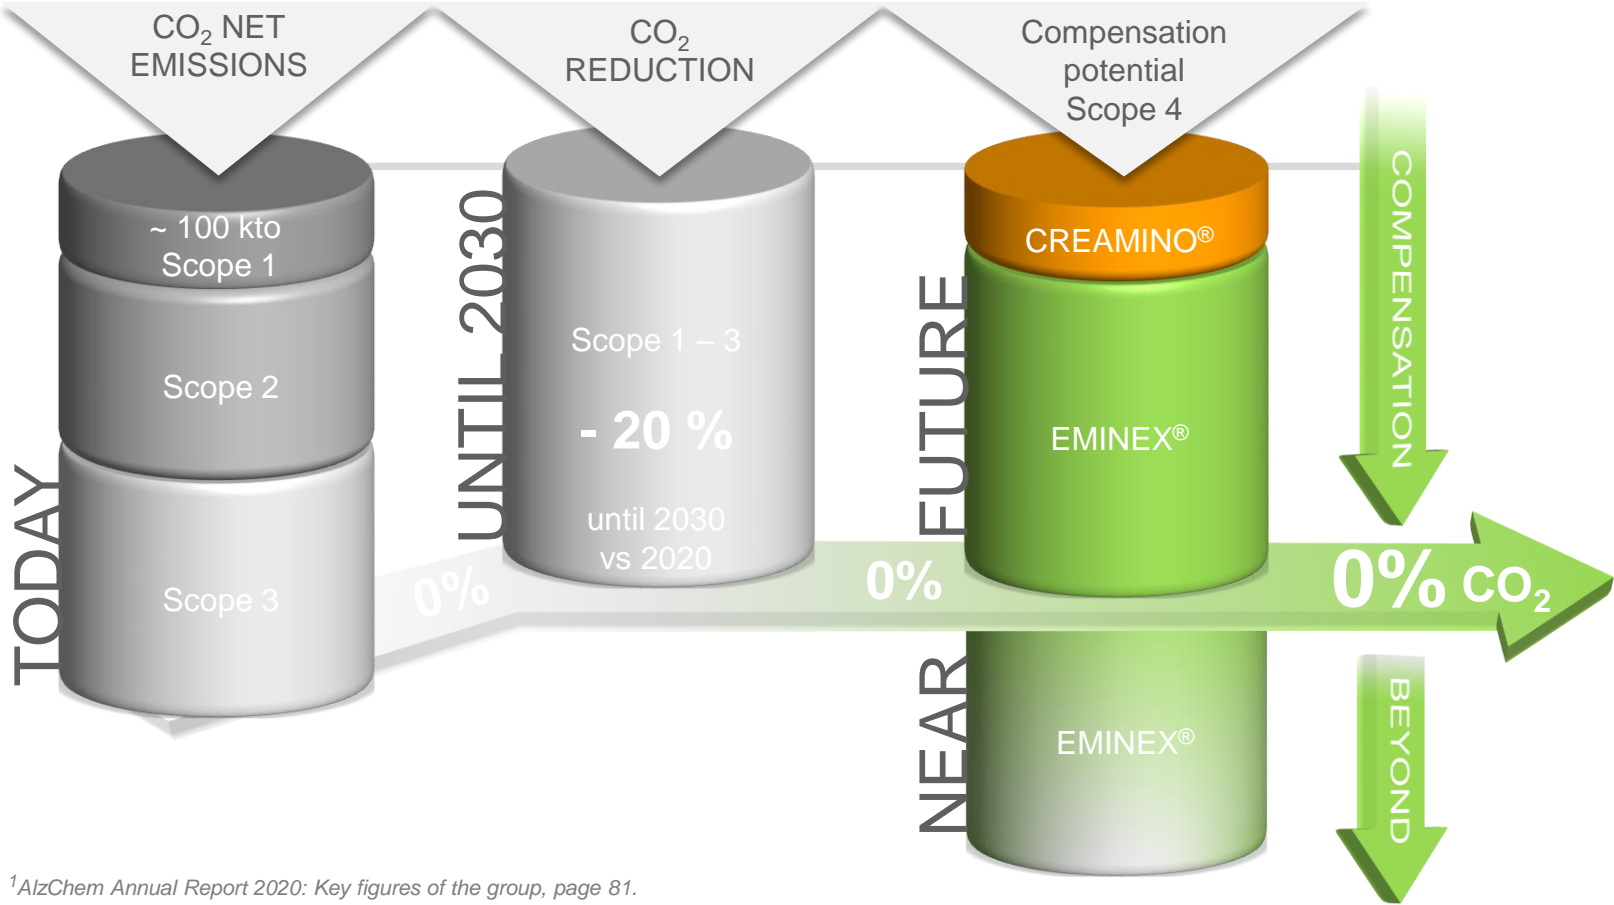 CO₂ NET
EMISSIONS
CO₂
REDUCTION
Compensation
potential
Scope 4
TODAY
~ 100 kto
Scope 1
Scope 2
Scope 3
0%
UNTIL 2030
Scope 1 – 3
- 20 %
until 2030
vs 2020
0%
NEAR FUTURE
CREAMINO®
EMINEX®
EMINEX®
COMPENSATION
0% CO₂
BEYOND
¹AlzChem Annual Report 2020: Key figures of the group, page 81.